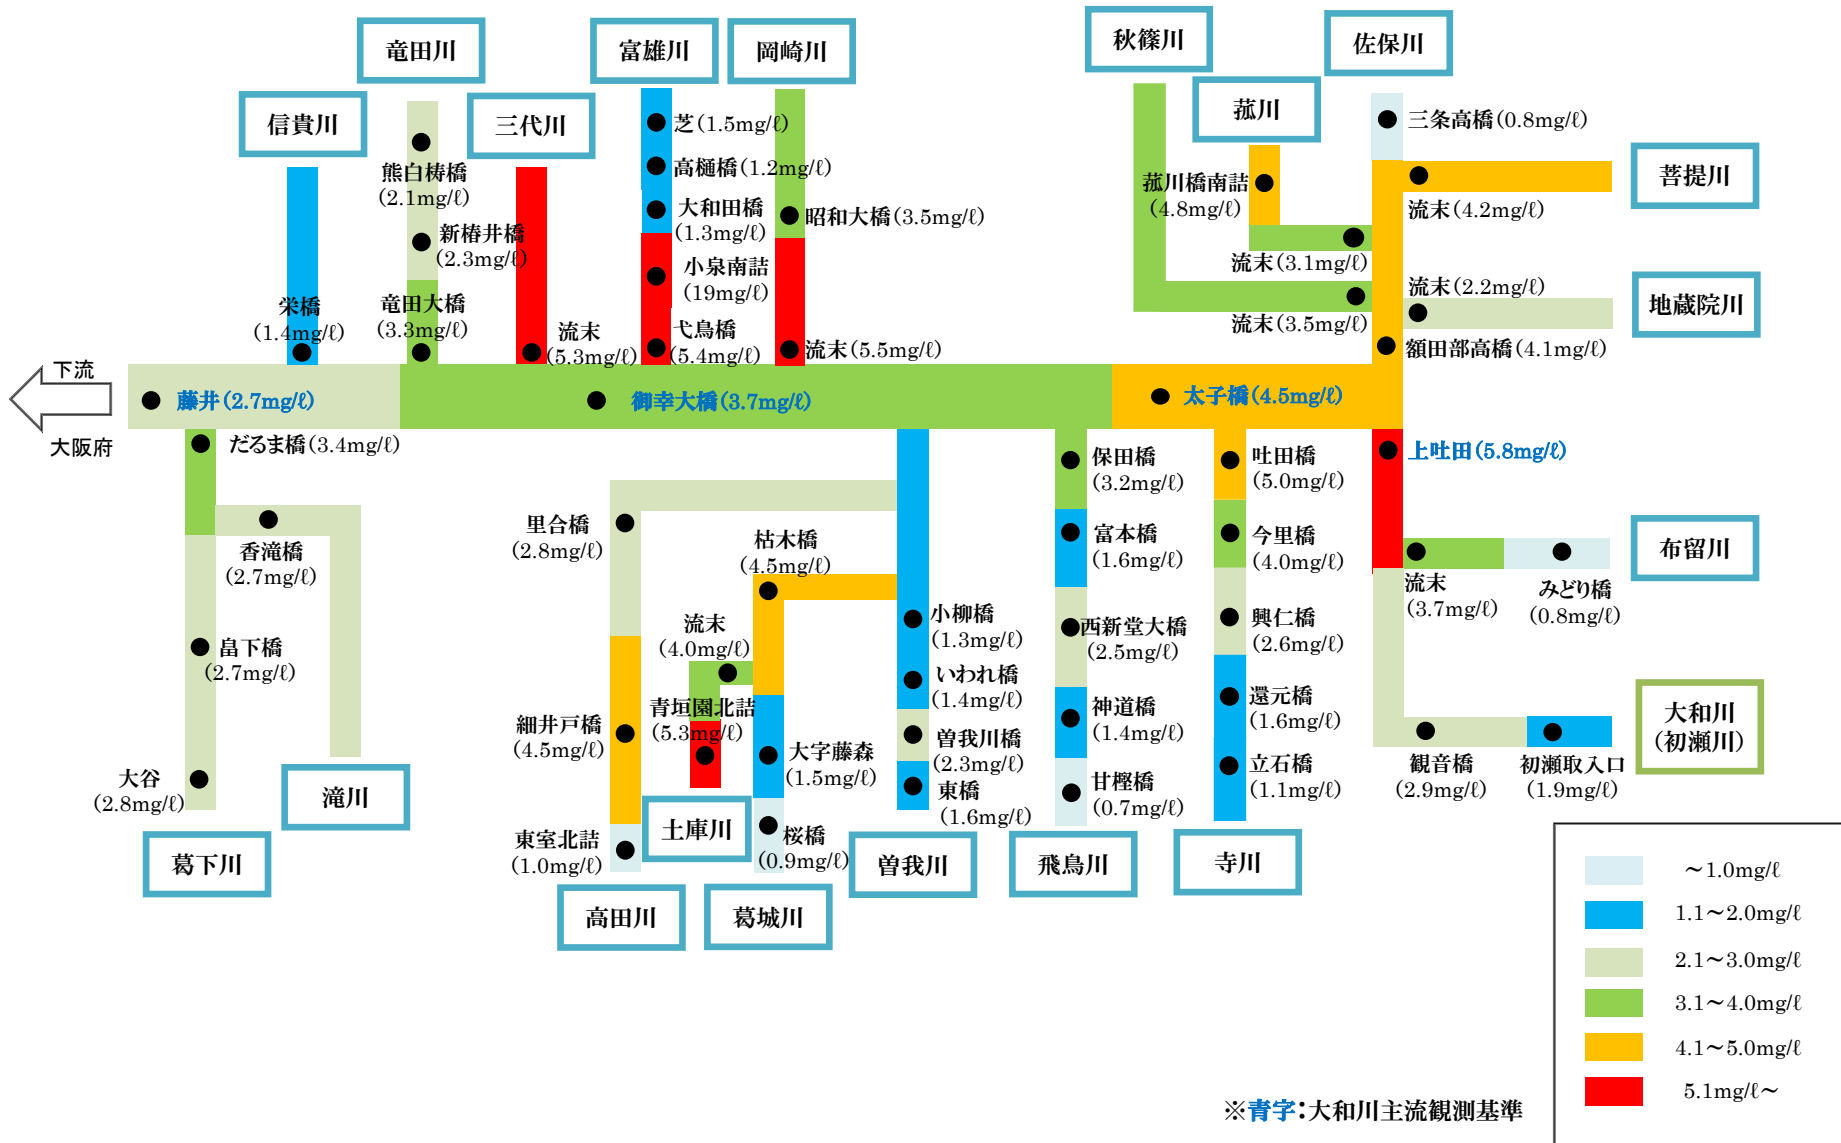 竜田川
富雄川
岡崎川
秋篠川
佐保川
信貴川
三代川
菰川
菩提川
地蔵院川
芝(1.5mg/ℓ)
高樋橋(1.2mg/ℓ)
大和田橋
(1.3mg/ℓ)
小泉南詰
(19mg/ℓ)
弋鳥橋
(5.4mg/ℓ)
熊白梼橋
(2.1mg/ℓ)
新椿井橋
(2.3mg/ℓ)
竜田大橋
(3.3mg/ℓ)
栄橋
(1.4mg/ℓ)
流末
(5.3mg/ℓ)
昭和大橋(3.5mg/ℓ)
流末(5.5mg/ℓ)
菰川橋南詰
(4.8mg/ℓ)
流末(3.1mg/ℓ)
流末(3.5mg/ℓ)
三条高橋(0.8mg/ℓ)
流末(4.2mg/ℓ)
流末(2.2mg/ℓ)
額田部高橋(4.1mg/ℓ)
下流
大阪府
藤井(2.7mg/ℓ)
御幸大橋(3.7mg/ℓ)
太子橋(4.5mg/ℓ)
上吐田(5.8mg/ℓ)
だるま橋(3.4mg/ℓ)
香滝橋
(2.7mg/ℓ)
畠下橋
(2.7mg/ℓ)
大谷
(2.8mg/ℓ)
里合橋
(2.8mg/ℓ)
細井戸橋
(4.5mg/ℓ)
東室北詰
(1.0mg/ℓ)
枯木橋
(4.5mg/ℓ)
流末
(4.0mg/ℓ)
青垣園北詰
(5.3mg/ℓ)
大字藤森
(1.5mg/ℓ)
桜橋
(0.9mg/ℓ)
小柳橋
(1.3mg/ℓ)
いわれ橋
(1.4mg/ℓ)
曽我川橋
(2.3mg/ℓ)
東橋
(1.6mg/ℓ)
保田橋
(3.2mg/ℓ)
富本橋
(1.6mg/ℓ)
西新堂大橋
(2.5mg/ℓ)
神道橋
(1.4mg/ℓ)
甘樫橋
(0.7mg/ℓ)
吐田橋
(5.0mg/ℓ)
今里橋
(4.0mg/ℓ)
興仁橋
(2.6mg/ℓ)
還元橋
(1.6mg/ℓ)
立石橋
(1.1mg/ℓ)
流末
(3.7mg/ℓ)
みどり橋
(0.8mg/ℓ)
観音橋
(2.9mg/ℓ)
初瀬取入口
(1.9mg/ℓ)
布留川
大和川
(初瀬川)
葛下川
滝川
高田川
土庫川
葛城川
曽我川
飛鳥川
寺川
～1.0mg/ℓ
1.1～2.0mg/ℓ
2.1～3.0mg/ℓ
3.1～4.0mg/ℓ
4.1～5.0mg/ℓ
5.1mg/ℓ～
※青字：大和川主流観測基準